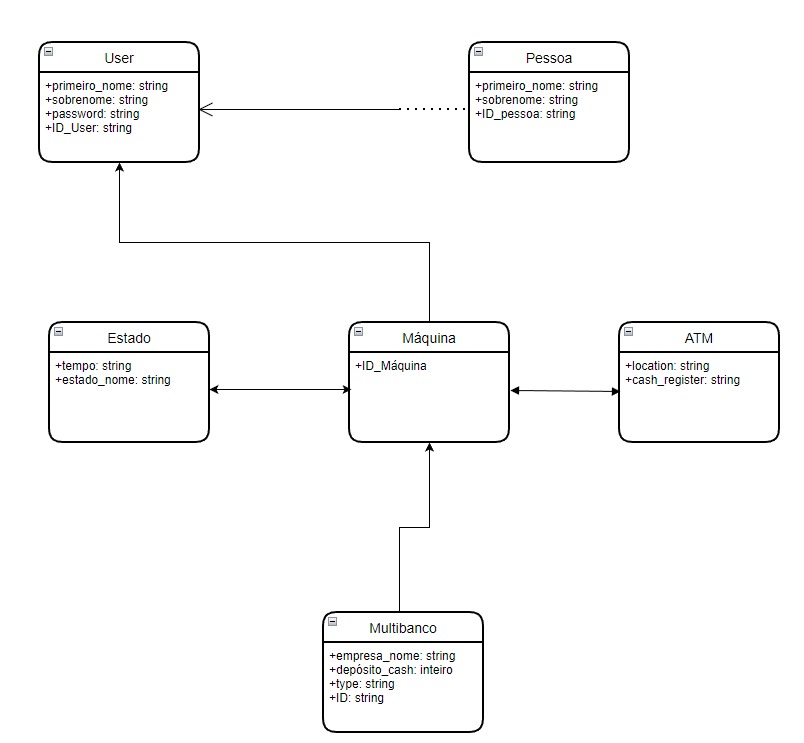 User
+primeiro_nome: string
+sobrenome: string
+password: string
+ID_User: string
Pessoa
+primeiro_nome: string
+sobrenome: string
+ID_pessoa: string
Estado
+tempo: string
+estado_nome: string
Máquina
+ID_Máquina
ATM
+location: string
+cash_register: string
Multibanco
+empresa_nome: string
+depósito_cash: inteiro
+type: string
+ID: string